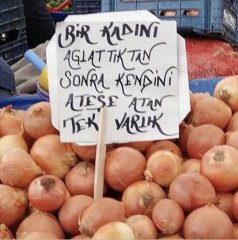 BİR KADINI
AĞLATTIKTAN
SONRA KENDİNİ
ATEŞE ATAN
TEK VARLIK